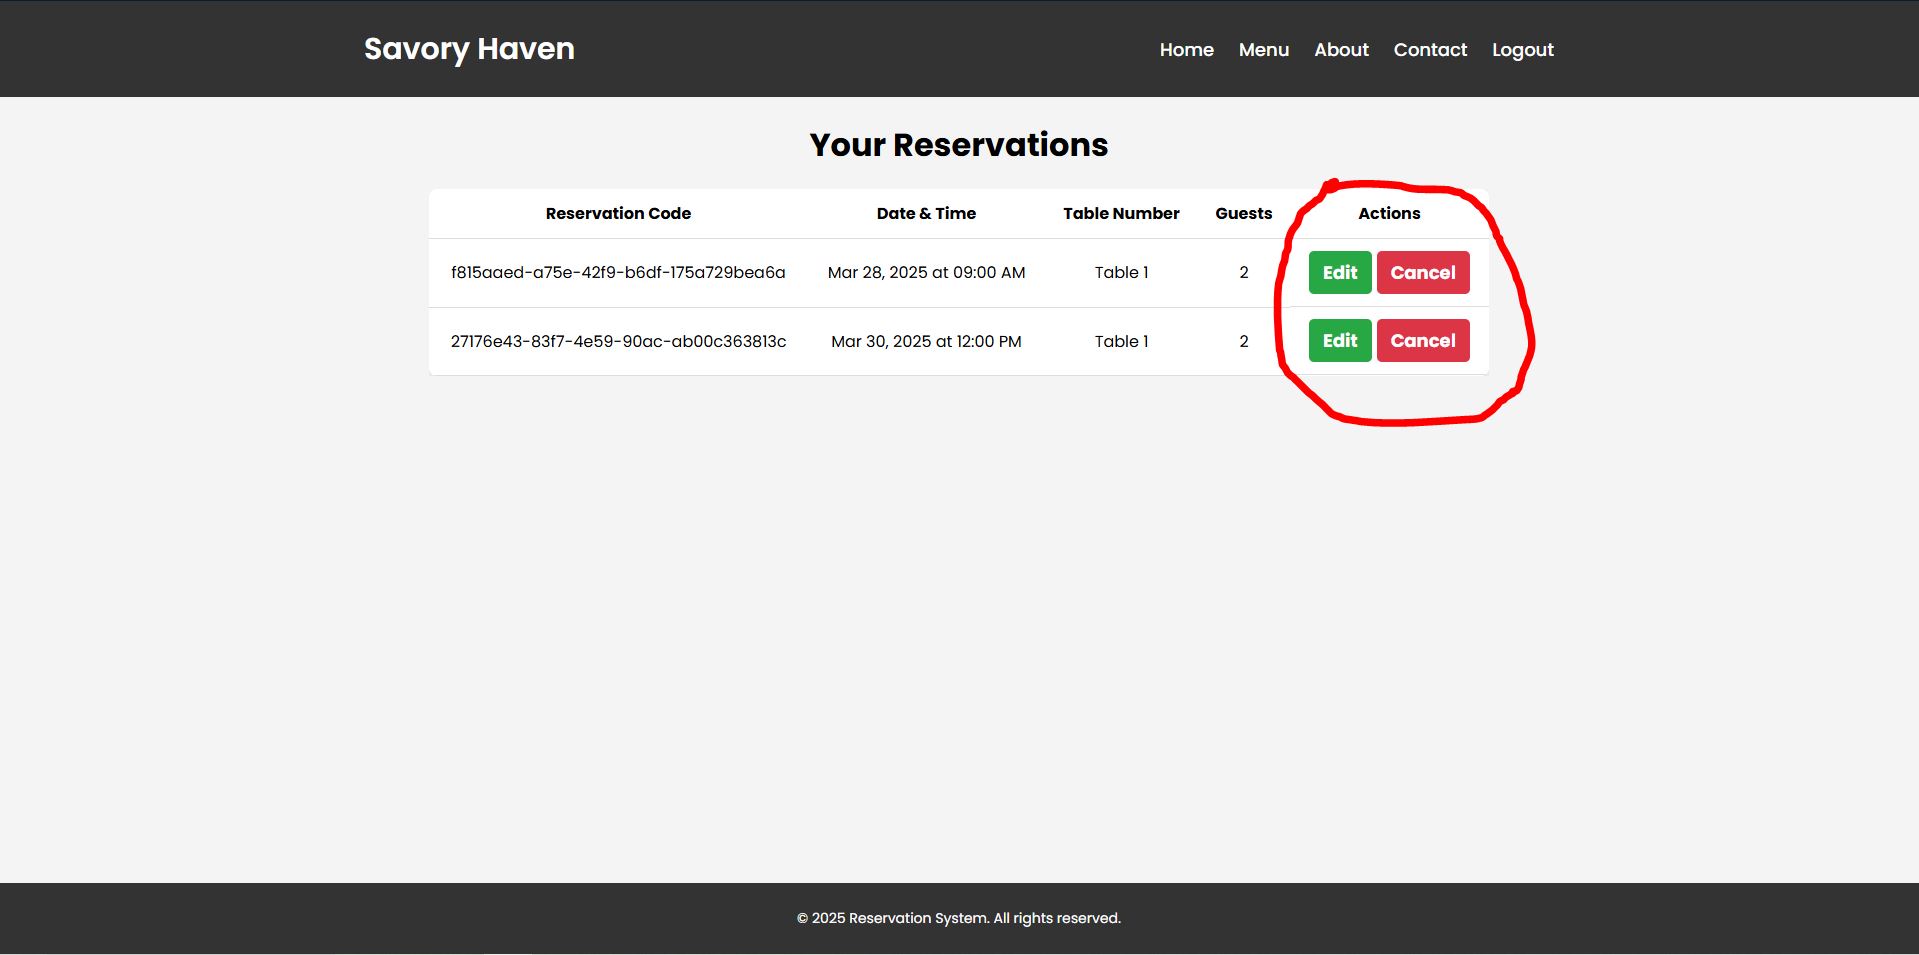 Savory Haven Home Menu About Contact Logout
Your Reservations
Reservation Code Date & Time Table Number Guests Actions
f815aaed-a75e-42f9-b6df-175a729bea6a Mar 28, 2025 at 09:00 AM Table 1 2 Edit Cancel
27176e43-83f7-4e59-90ac-ab00c363813c Mar 30, 2025 at 12:00 PM Table 1 2 Edit Cancel
© 2025 Reservation System. All rights reserved.